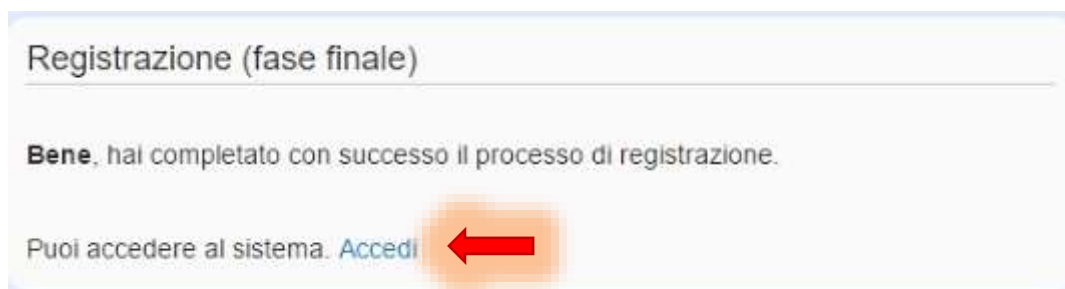 Registrazione (fase finale)
Bene, hai completato con successo il processo di registrazione.
Puoi accedere al sistema. Accedi